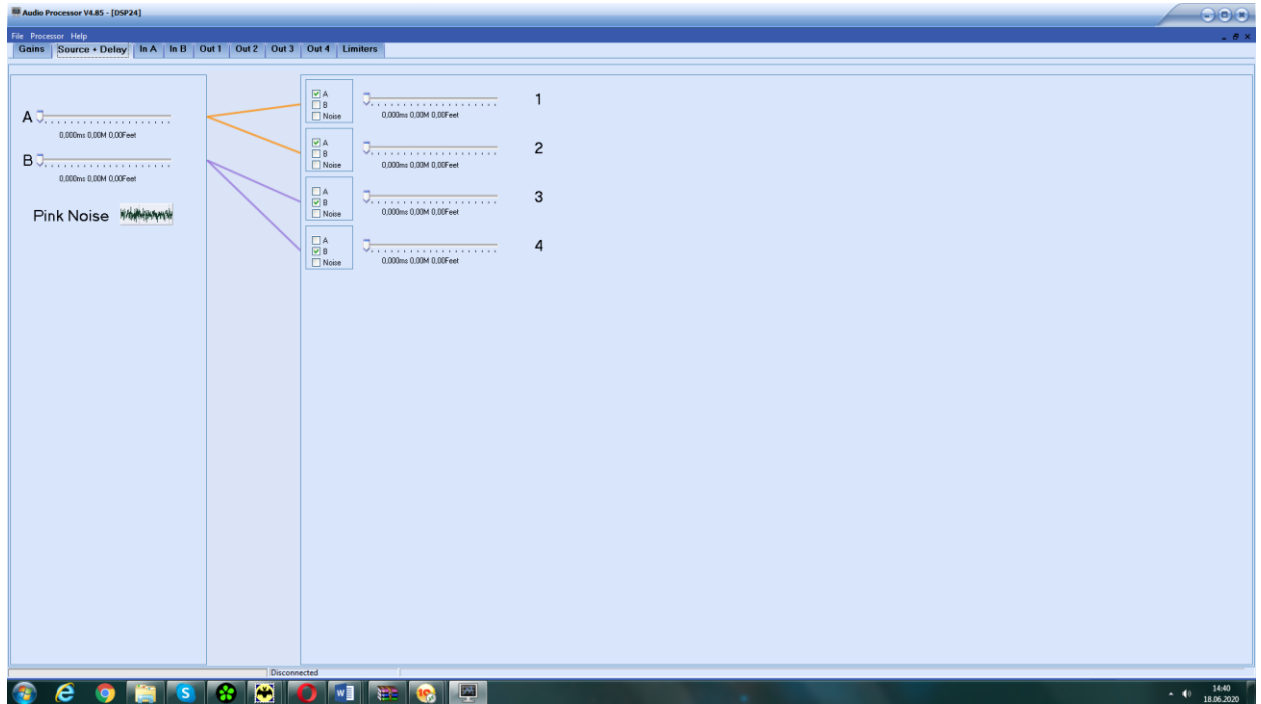 Audio Processor V4.85 - [DSP24]
File Processor Help
Gains Source + Delay In A In B Out 1 Out 2 Out 3 Out 4 Limiters
A
0,000ms 0,00M 0,00Feet
B
0,000ms 0,00M 0,00Feet
Pink Noise
A
B
Noise
0,000ms 0,00M 0,00Feet
1
A
B
Noise
0,000ms 0,00M 0,00Feet
2
A
B
Noise
0,000ms 0,00M 0,00Feet
3
A
B
Noise
0,000ms 0,00M 0,00Feet
4
Disconnected
14:40
18.06.2020